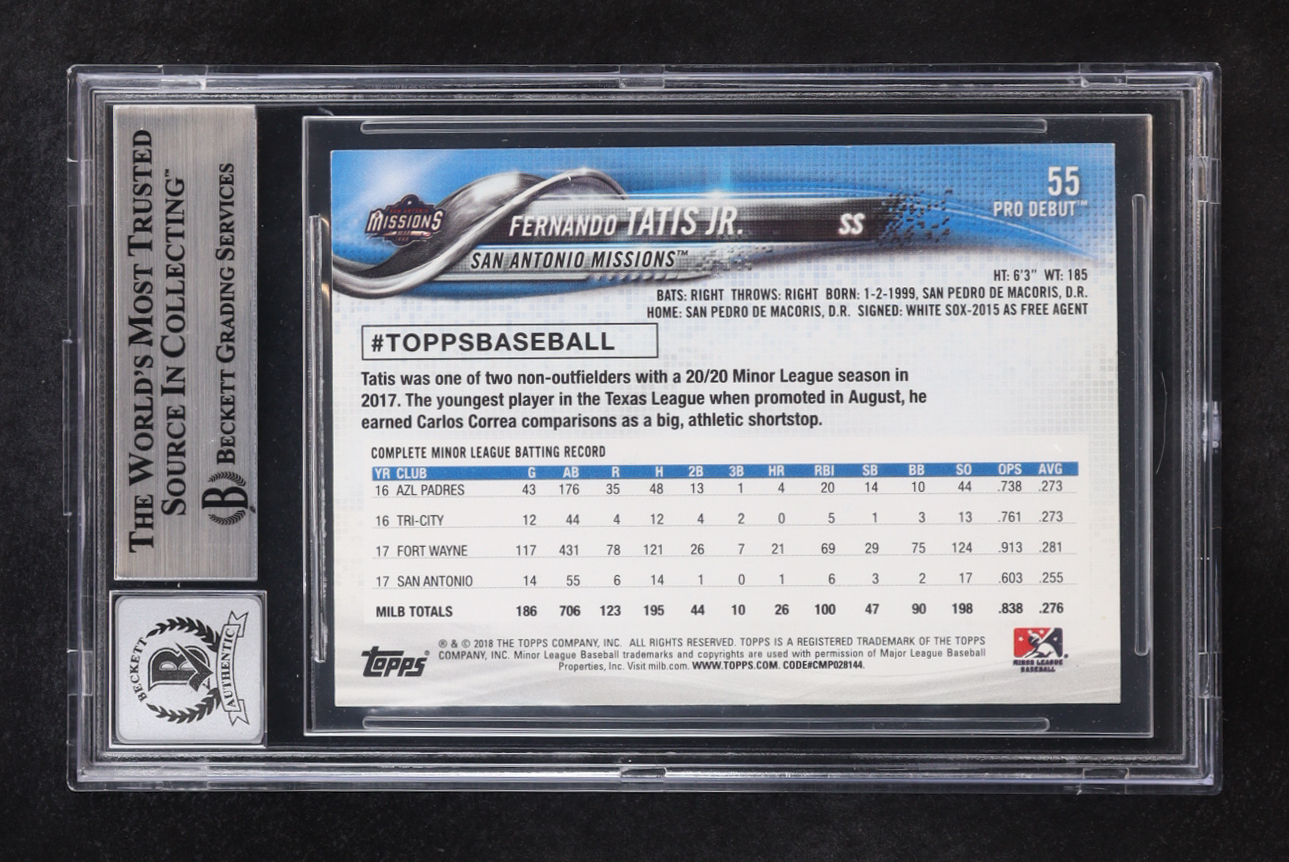 THE WORLD'S MOST TRUSTED
SOURCE IN COLLECTING™
B BECKETT GRADING SERVICES
BECKETT
B
AUTHENTIC
MISSIONS
FERNANDO TATIS JR. SS
SAN ANTONIO MISSIONS™
55
PRO DEBUT™
HT: 6'3" WT: 185
BATS: RIGHT THROWS: RIGHT BORN: 1-2-1999, SAN PEDRO DE MACORIS, D.R.
HOME: SAN PEDRO DE MACORIS, D.R. SIGNED: WHITE SOX-2015 AS FREE AGENT
#TOPPSBASEBALL
Tatis was one of two non-outfielders with a 20/20 Minor League season in
2017. The youngest player in the Texas League when promoted in August, he
earned Carlos Correa comparisons as a big, athletic shortstop.
COMPLETE MINOR LEAGUE BATTING RECORD
YR CLUB G AB R H 2B 3B HR RBI SB BB SO OPS AVG
16 AZL PADRES 43 176 35 48 13 1 4 20 14 10 44 .738 .273
16 TRI-CITY 12 44 4 12 4 2 0 5 1 3 13 .761 .273
17 FORT WAYNE 117 431 78 121 26 7 21 69 29 75 124 .913 .281
17 SAN ANTONIO 14 55 6 14 1 0 1 6 3 2 17 .603 .255
MILB TOTALS 186 706 123 195 44 10 26 100 47 90 198 .838 .276
Topps®
® & © 2018 THE TOPPS COMPANY, INC. ALL RIGHTS RESERVED. TOPPS IS A REGISTERED TRADEMARK OF THE TOPPS
COMPANY, INC. Minor League Baseball trademarks and copyrights are used with permission of Major League Baseball
Properties, Inc. Visit milb.com. WWW.TOPPS.COM. CODE#CMP028144.
MINOR LEAGUE
BASEBALL